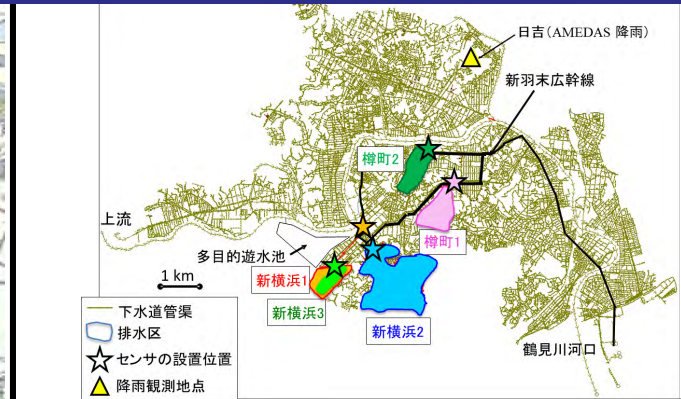 日吉(AMEDAS 降雨)
新羽末広幹線
樽町2
上流
多目的遊水池
樽町1
1 km
新横浜1
新横浜3
新横浜2
下水道管渠
排水区
センサの設置位置
降雨観測地点
鶴見川河口